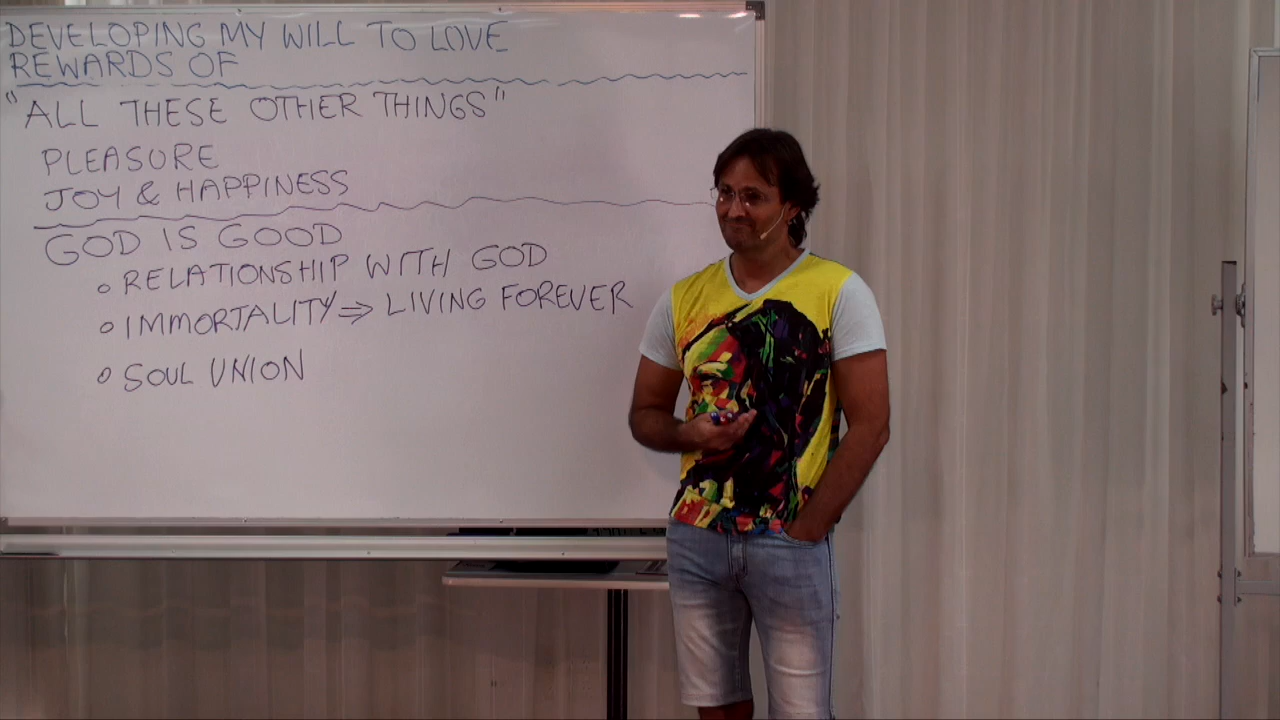 DEVELOPING MY WILL TO LOVE
REWARDS OF
"ALL THESE OTHER THINGS"
PLEASURE
JOY & HAPPINESS
GOD IS GOOD
o RELATIONSHIP WITH GOD
o IMMORTALITY ⇒ LIVING FOREVER
o SOUL UNION